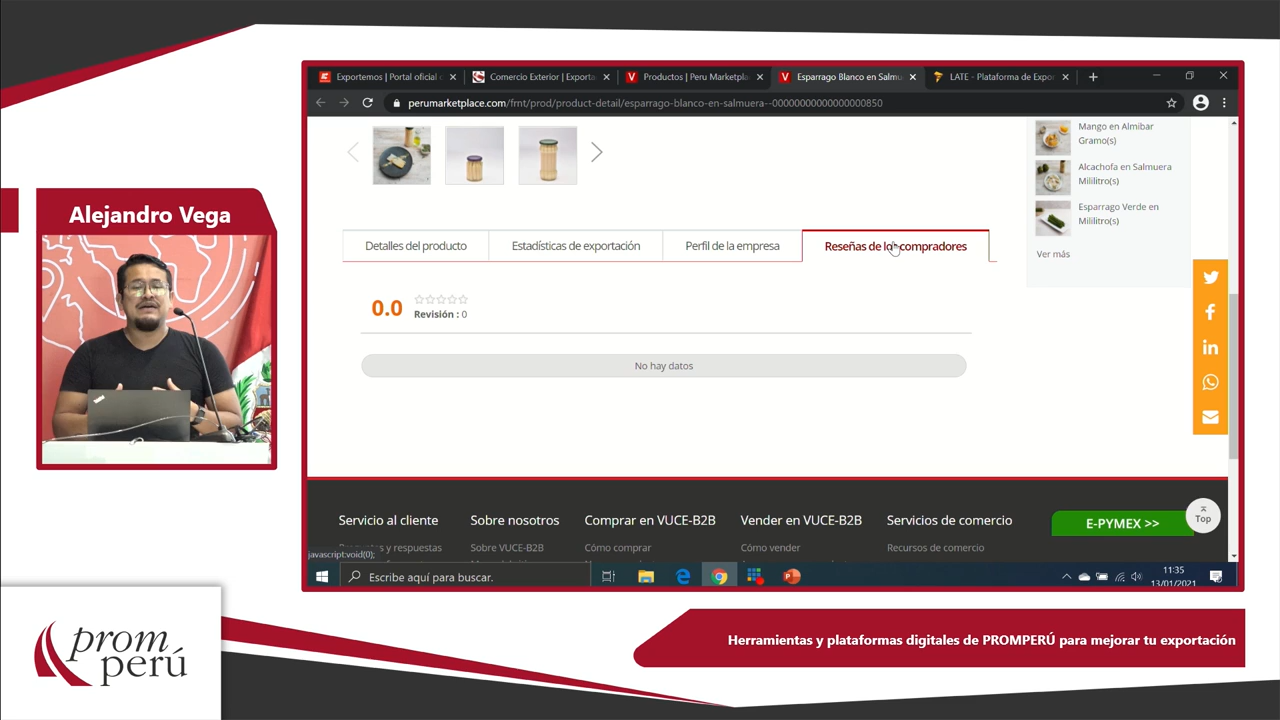 Alejandro Vega
Exportemos | Portal oficial
Comercio Exterior | Exporta
Productos | Peru Marketpla
Esparrago Blanco en Salmu
LATE - Plataforma de Expor
perumarketplace.com/fmt/prod/product-detail/esparrago-blanco-en-salmuera--00000000000000000850
Mango en Almibar
Gramo(s)
Alcachofa en Salmuera
Mililitro(s)
Esparrago Verde en
Mililitro(s)
Ver más
Detalles del producto
Estadísticas de exportación
Perfil de la empresa
Reseñas de los compradores
0.0
Revisión : 0
No hay datos
Servicio al cliente
Sobre nosotros
Comprar en VUCE-B2B
Vender en VUCE-B2B
Servicios de comercio
E-PYMEX >>
Top
y respuestas
Sobre VUCE-B2B
Cómo comprar
Cómo vender
Recursos de comercio
javascript:void(0);
Escribe aquí para buscar.
11:35
13/01/2021
Herramientas y plataformas digitales de PROMPERÚ para mejorar tu exportación
prom
perú